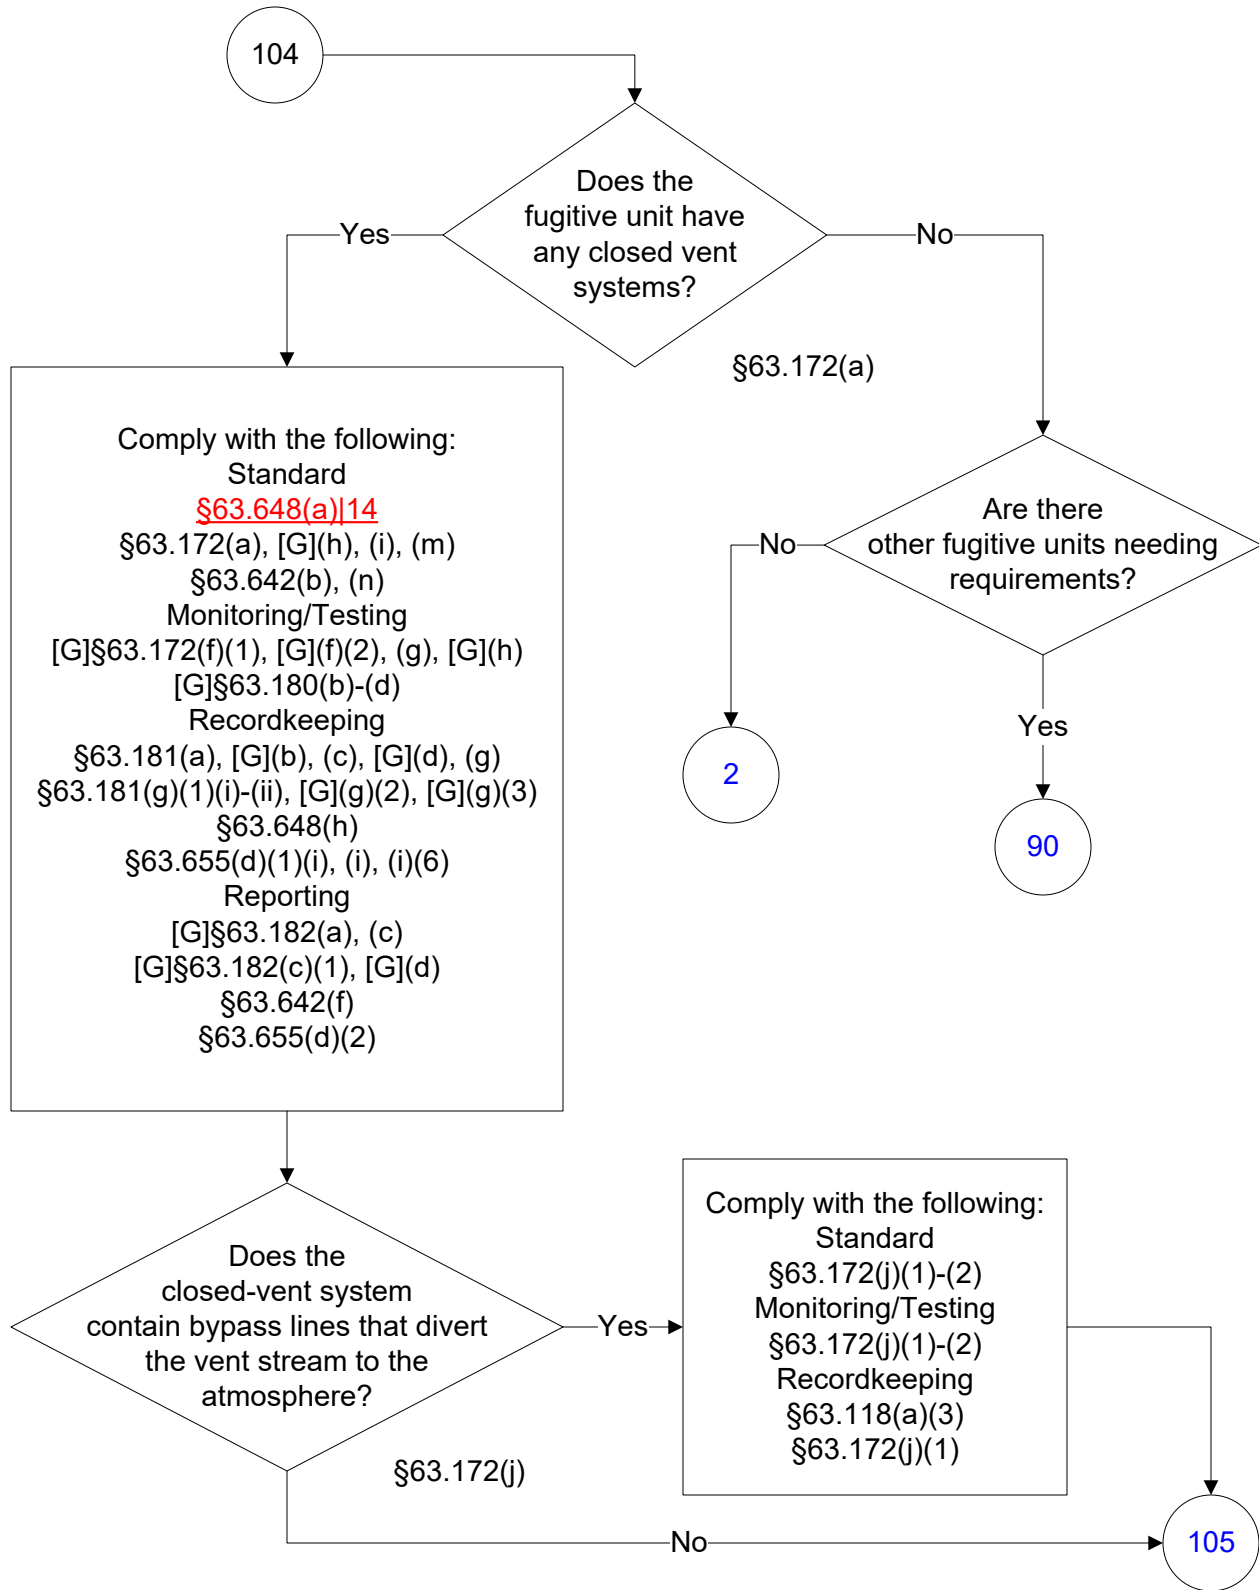 104
Does the
fugitive unit have
any closed vent
systems?
Yes
No
§63.172(a)
Comply with the following:
Standard
§63.648(a)|14
§63.172(a), [G](h), (i), (m)
§63.642(b), (n)
Monitoring/Testing
[G]§63.172(f)(1), [G](f)(2), (g), [G](h)
[G]§63.180(b)-(d)
Recordkeeping
§63.181(a), [G](b), (c), [G](d), (g)
§63.181(g)(1)(i)-(ii), [G](g)(2), [G](g)(3)
§63.648(h)
§63.655(d)(1)(i), (i), (i)(6)
Reporting
[G]§63.182(a), (c)
[G]§63.182(c)(1), [G](d)
§63.642(f)
§63.655(d)(2)
Are there
other fugitive units needing
requirements?
No
Yes
2
90
Does the
closed-vent system
contain bypass lines that divert
the vent stream to the
atmosphere?
Yes
§63.172(j)
Comply with the following:
Standard
§63.172(j)(1)-(2)
Monitoring/Testing
§63.172(j)(1)-(2)
Recordkeeping
§63.118(a)(3)
§63.172(j)(1)
No
105